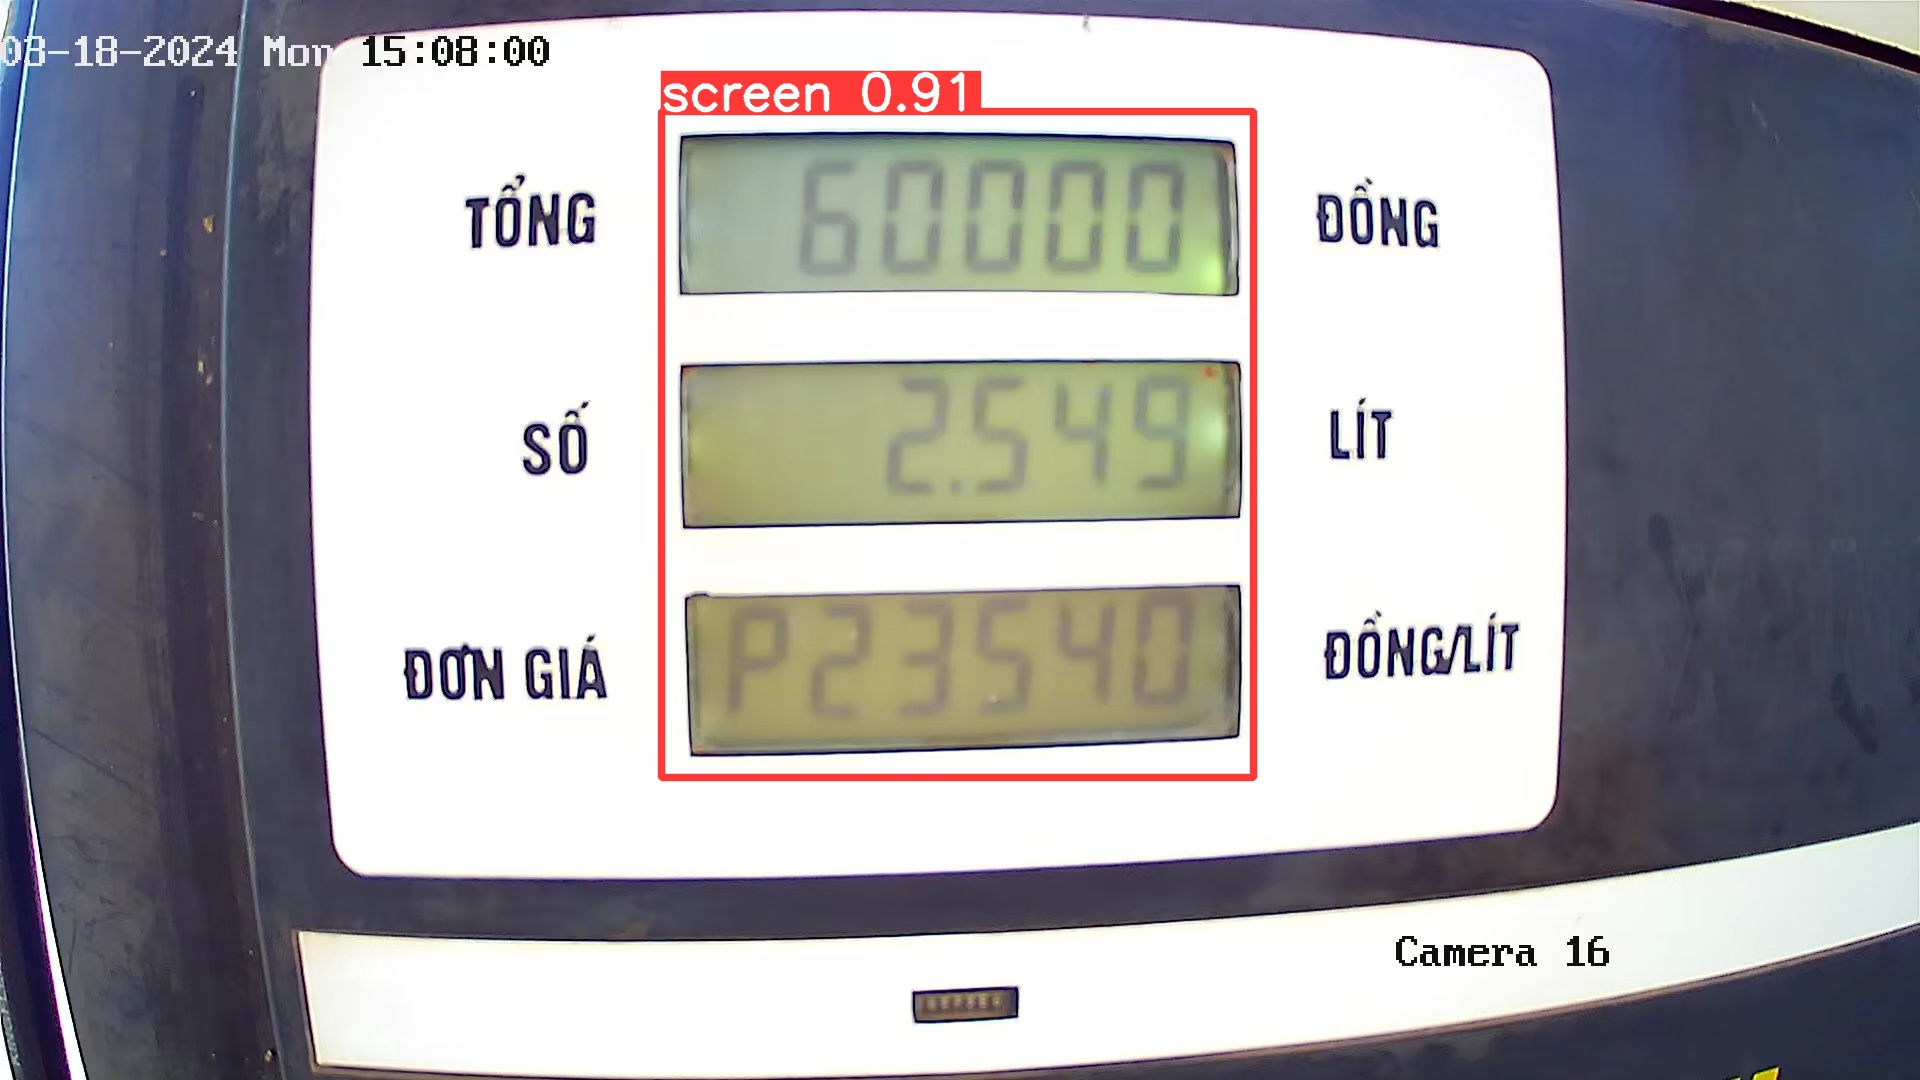 08-18-2024 Mon 15:08:00
screen 0.91
TỔNG 60000 ĐỒNG
SỐ 2.549 LÍT
ĐƠN GIÁ P23540 ĐỒNG/LÍT
Camera 16